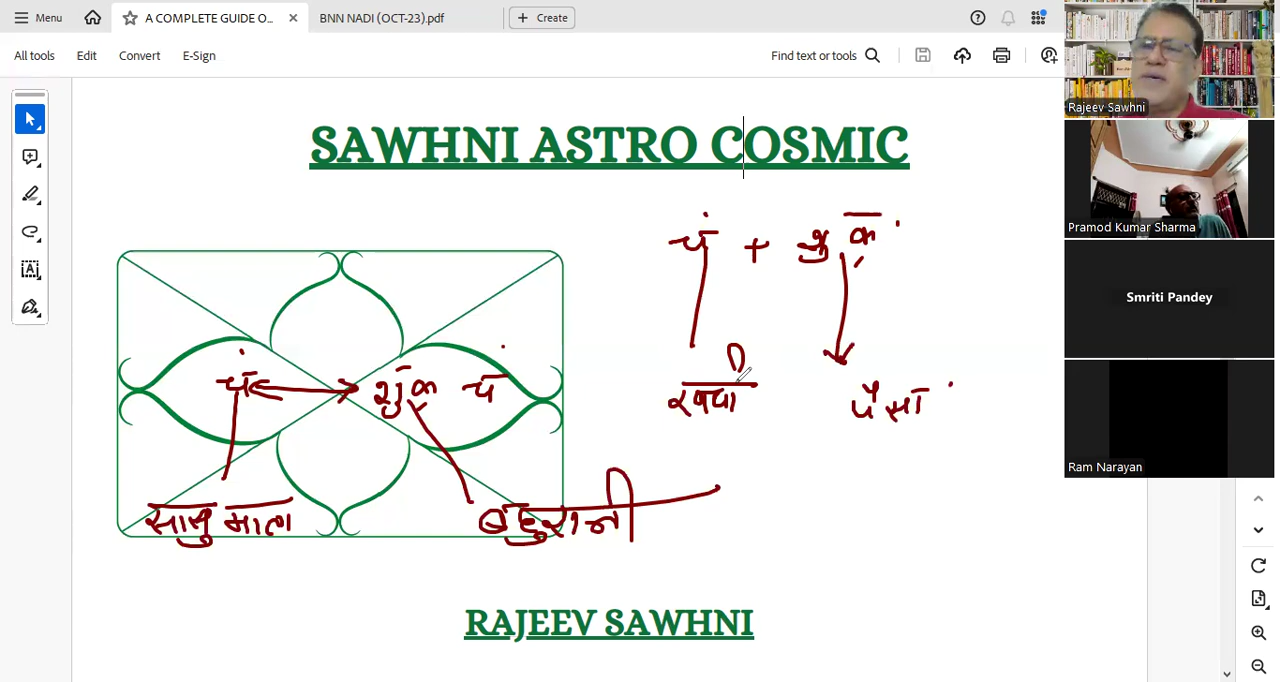 Menu
A COMPLETE GUIDE O...
BNN NADI (OCT-23).pdf
Create
All tools
Edit
Convert
E-Sign
Find text or tools
SAWHNI ASTRO COSMIC
चं + शुक्र
चं
शुक्र चं
D
रुपया
पैसा
सासु माता
बहुरानी
RAJEEV SAWHNI
Rajeev Sawhni
Pramod Kumar Sharma
Smriti Pandey
Ram Narayan